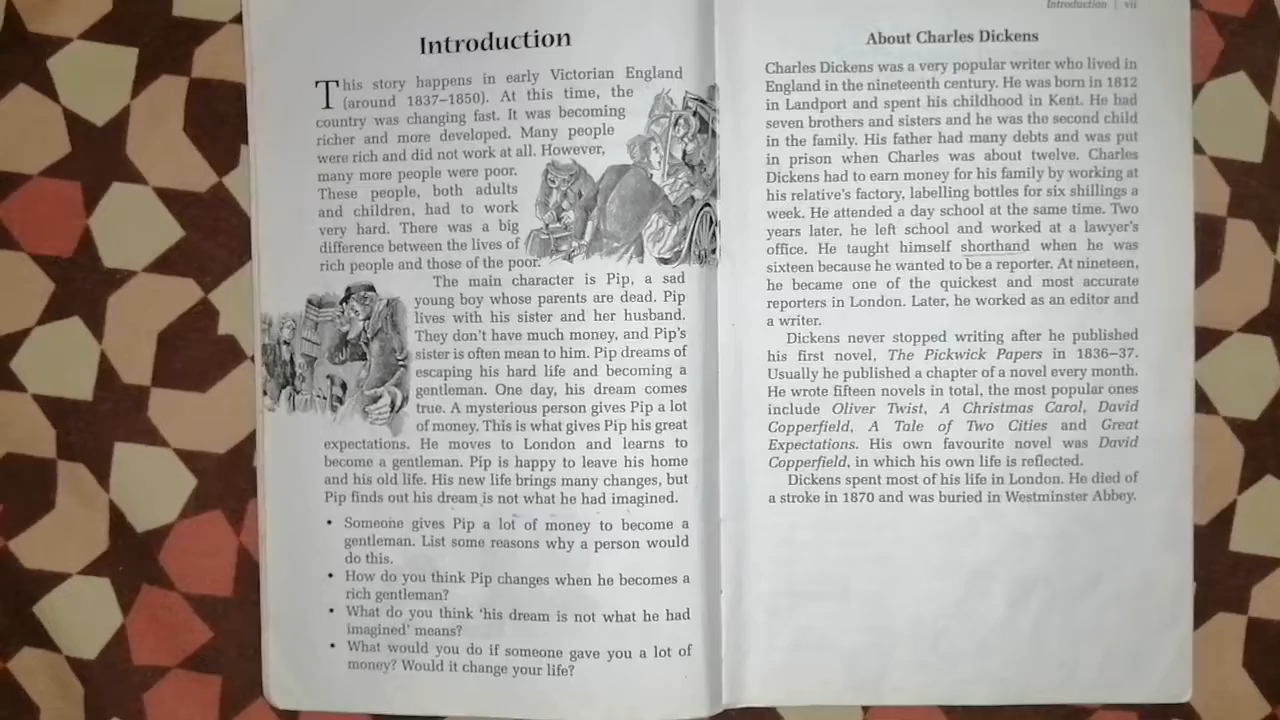 Introduction
This story happens in early Victorian England
(around 1837–1850). At this time, the
country was changing fast. It was becoming
richer and more developed. Many people
were rich and did not work at all. However,
many more people were poor.
These people, both adults
and children, had to work
very hard. There was a big
difference between the lives of
rich people and those of the poor.
The main character is Pip, a sad
young boy whose parents are dead. Pip
lives with his sister and her husband.
They don't have much money, and Pip's
sister is often mean to him. Pip dreams of
escaping his hard life and becoming a
gentleman. One day, his dream comes
true. A mysterious person gives Pip a lot
of money. This is what gives Pip his great
expectations. He moves to London and learns to
become a gentleman. Pip is happy to leave his home
and his old life. His new life brings many changes, but
Pip finds out his dream is not what he had imagined.
• Someone gives Pip a lot of money to become a
gentleman. List some reasons why a person would
do this.
• How do you think Pip changes when he becomes a
rich gentleman?
• What do you think 'his dream is not what he had
imagined' means?
• What would you do if someone gave you a lot of
money? Would it change your life?
Introduction | vii
About Charles Dickens
Charles Dickens was a very popular writer who lived in
England in the nineteenth century. He was born in 1812
in Landport and spent his childhood in Kent. He had
seven brothers and sisters and he was the second child
in the family. His father had many debts and was put
in prison when Charles was about twelve. Charles
Dickens had to earn money for his family by working at
his relative's factory, labelling bottles for six shillings a
week. He attended a day school at the same time. Two
years later, he left school and worked at a lawyer's
office. He taught himself shorthand when he was
sixteen because he wanted to be a reporter. At nineteen,
he became one of the quickest and most accurate
reporters in London. Later, he worked as an editor and
a writer.
Dickens never stopped writing after he published
his first novel, The Pickwick Papers in 1836–37.
Usually he published a chapter of a novel every month.
He wrote fifteen novels in total, the most popular ones
include Oliver Twist, A Christmas Carol, David
Copperfield, A Tale of Two Cities and Great
Expectations. His own favourite novel was David
Copperfield, in which his own life is reflected.
Dickens spent most of his life in London. He died of
a stroke in 1870 and was buried in Westminster Abbey.